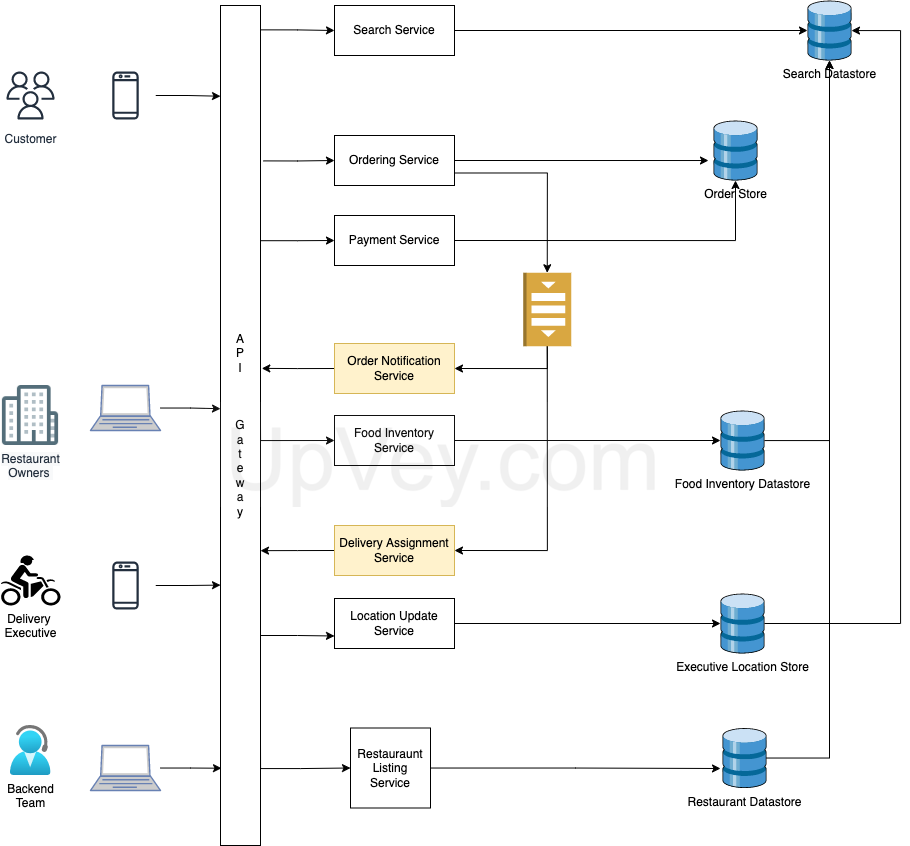 Search Service
Search Datastore
Customer
Ordering Service
Order Store
Payment Service
A
P
I
Order Notification
Service
Restaurant
Owners
G
a
t
e
w
a
y
Food Inventory
Service
UpVey.com
Food Inventory Datastore
Delivery Assignment
Service
Delivery
Executive
Location Update
Service
Executive Location Store
Backend
Team
Restauraunt
Listing
Service
Restaurant Datastore